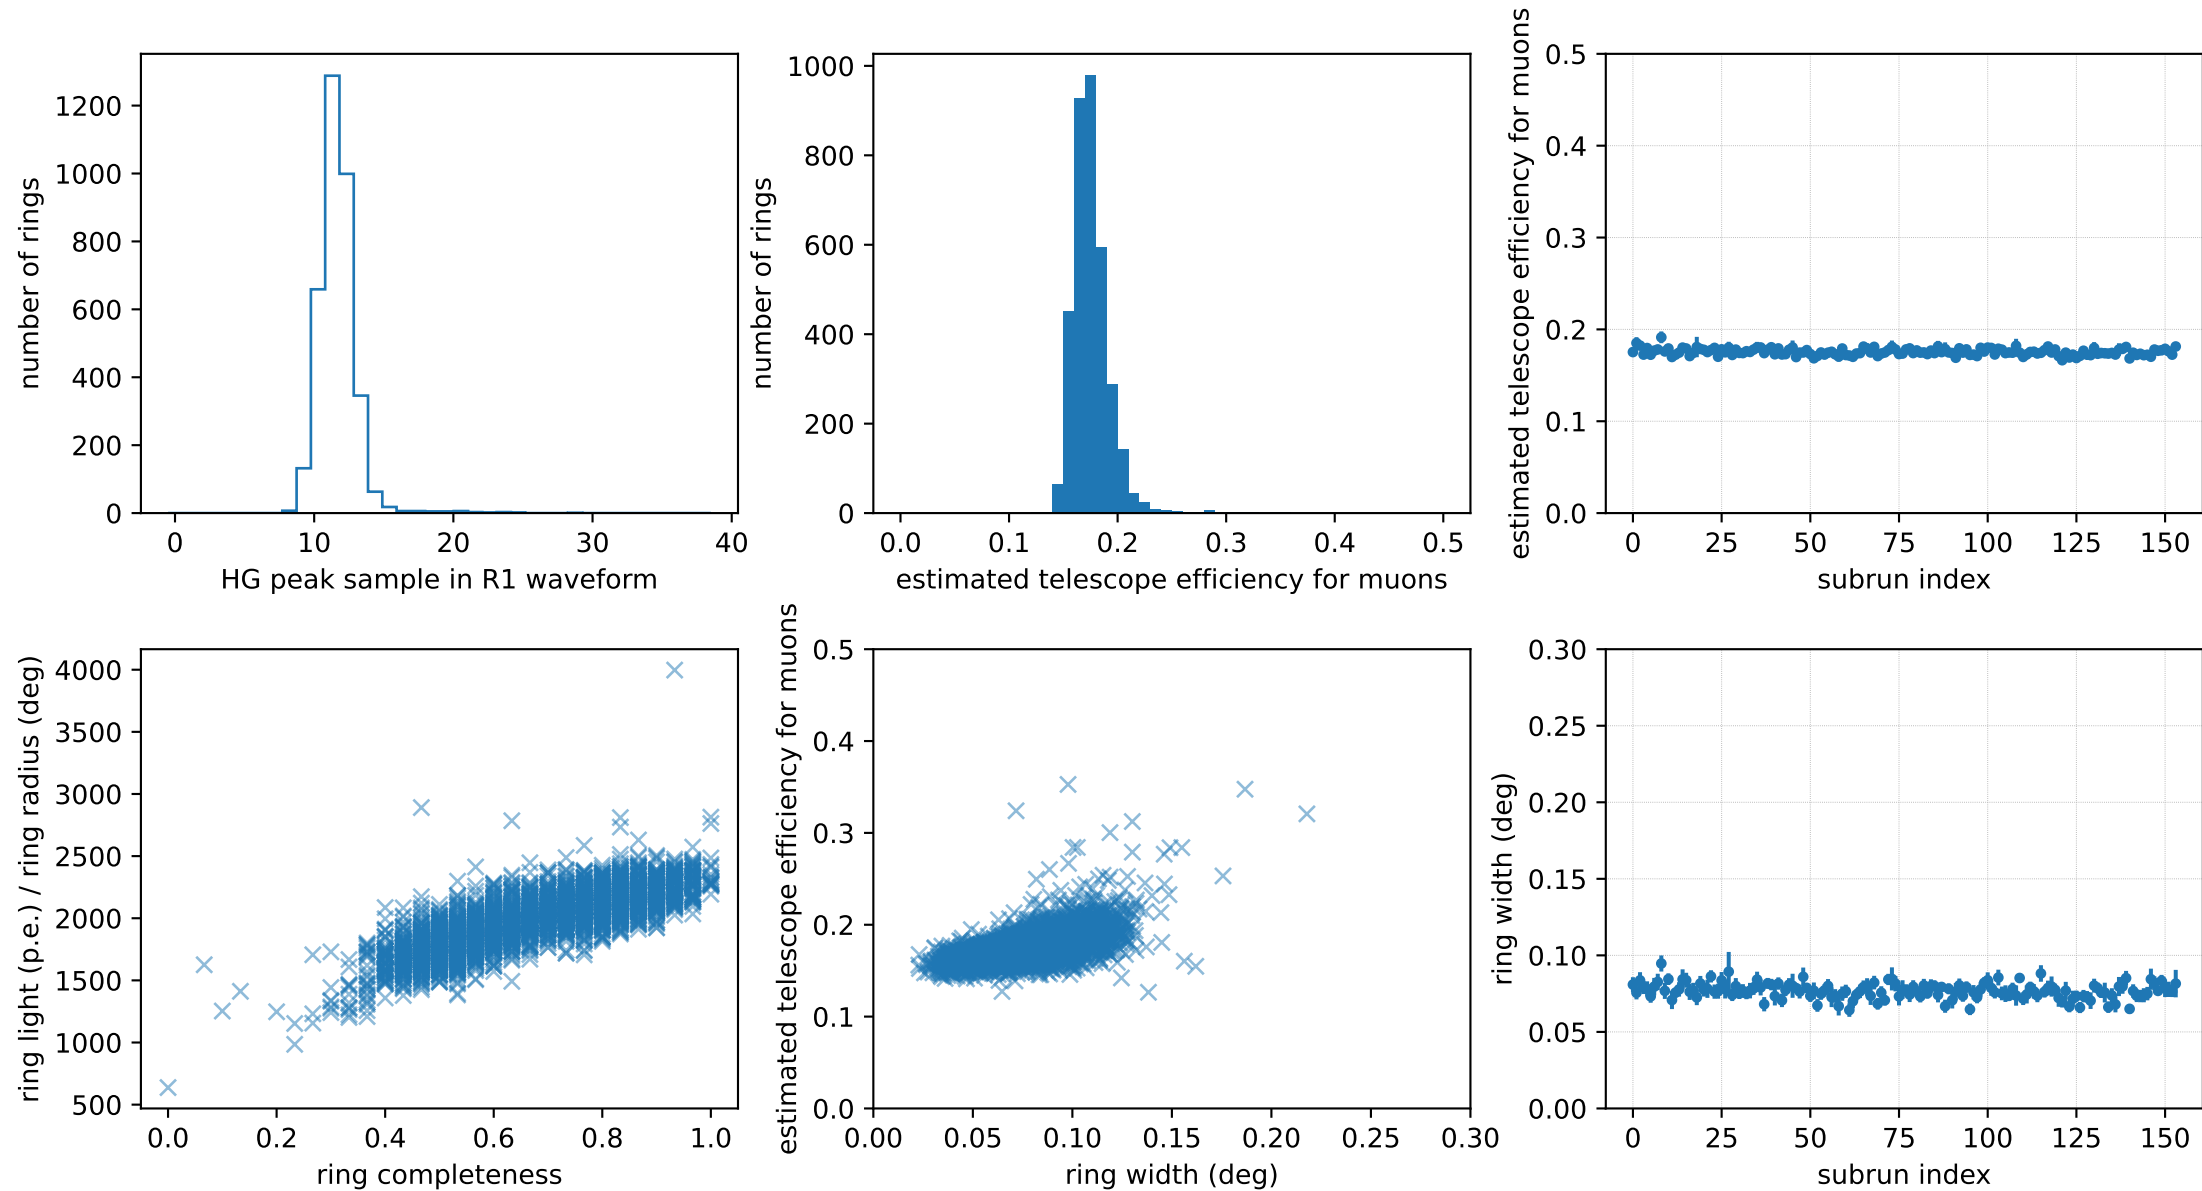 number of rings
1200
1000
800
600
400
200
0
0 10 20 30 40
HG peak sample in R1 waveform
number of rings
1000
800
600
400
200
0
0.0 0.1 0.2 0.3 0.4 0.5
estimated telescope efficiency for muons
estimated telescope efficiency for muons
0.5
0.4
0.3
0.2
0.1
0.0
0 25 50 75 100 125 150
subrun index
ring light (p.e.) / ring radius (deg)
4000
3500
3000
2500
2000
1500
1000
500
0.0 0.2 0.4 0.6 0.8 1.0
ring completeness
estimated telescope efficiency for muons
0.5
0.4
0.3
0.2
0.1
0.0
0.00 0.05 0.10 0.15 0.20 0.25 0.30
ring width (deg)
ring width (deg)
0.30
0.25
0.20
0.15
0.10
0.05
0.00
0 25 50 75 100 125 150
subrun index